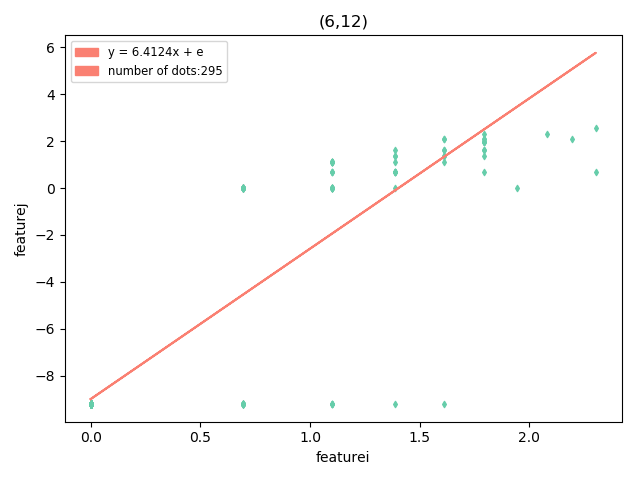 (6,12)
y = 6.4124x + e
number of dots:295
6
4
2
0
−2
−4
−6
−8
featurej
0.0 0.5 1.0 1.5 2.0
featurei